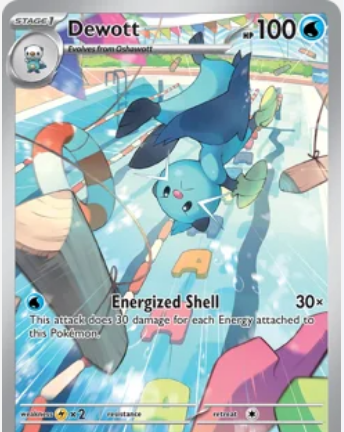 STAGE 1
Dewott
HP 100
Evolves from Oshawott
Energized Shell 30×
This attack does 30 damage for each Energy attached to
this Pokémon.
weakness ×2 resistance retreat